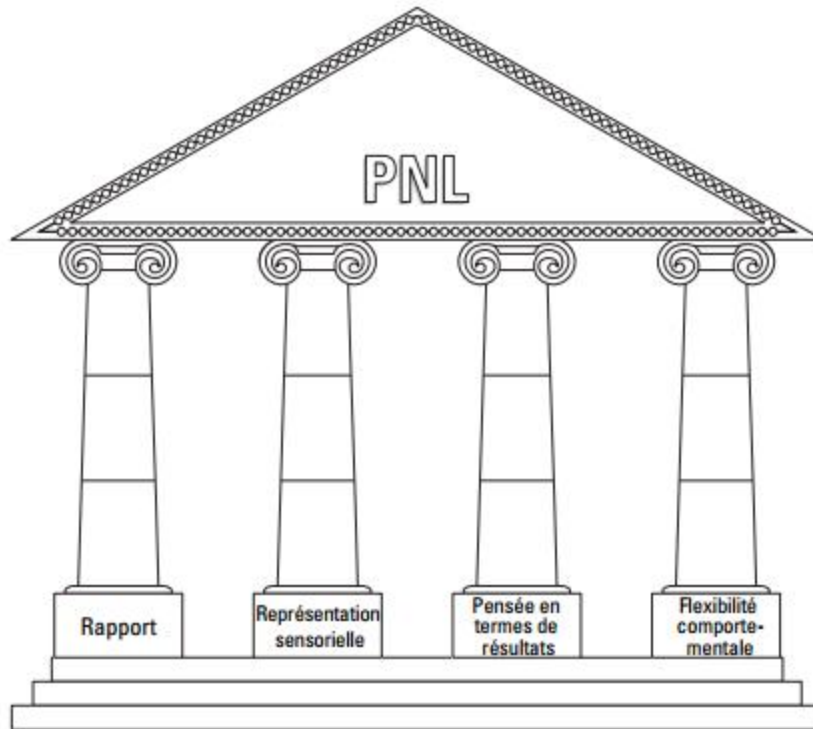 PNL
Rapport
Représentation
sensorielle
Pensée en
termes de
résultats
Flexibilité
comporte-
mentale